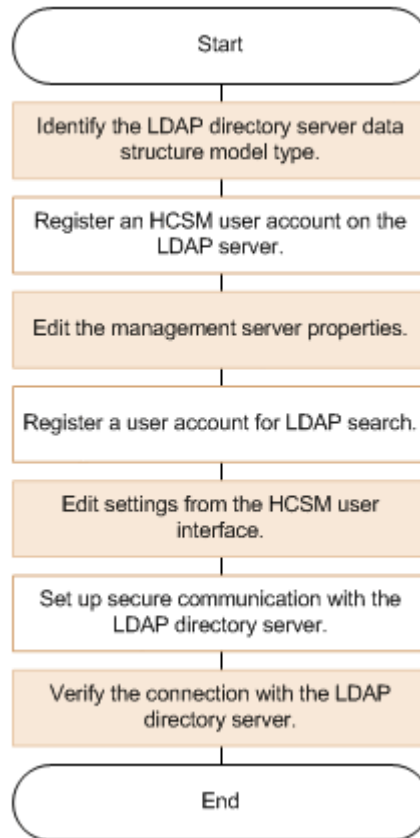 Start
Identify the LDAP directory server data
structure model type.
Register an HCSM user account on the
LDAP server.
Edit the management server properties.
Register a user account for LDAP search.
Edit settings from the HCSM user
interface.
Set up secure communication with the
LDAP directory server.
Verify the connection with the LDAP
directory server.
End